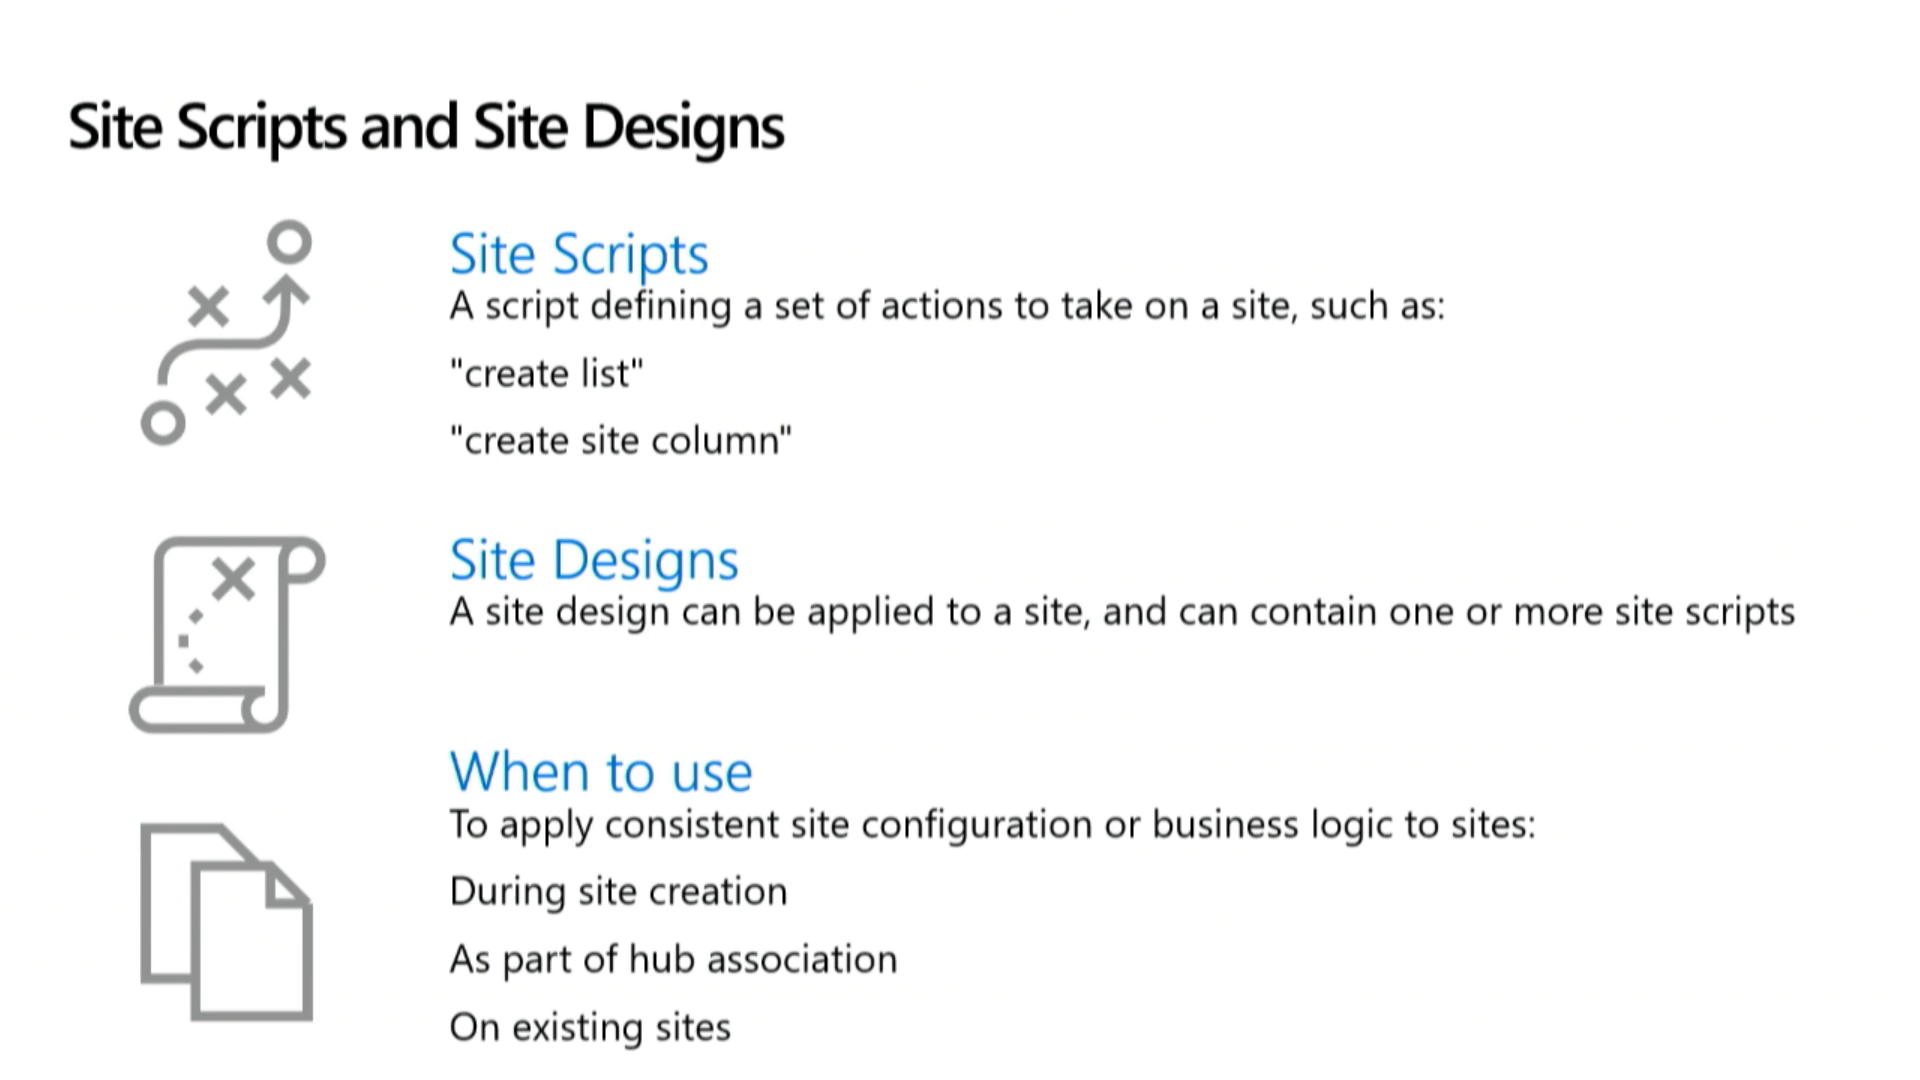 Site Scripts and Site Designs
Site Scripts
A script defining a set of actions to take on a site, such as:
"create list"
"create site column"
Site Designs
A site design can be applied to a site, and can contain one or more site scripts
When to use
To apply consistent site configuration or business logic to sites:
During site creation
As part of hub association
On existing sites